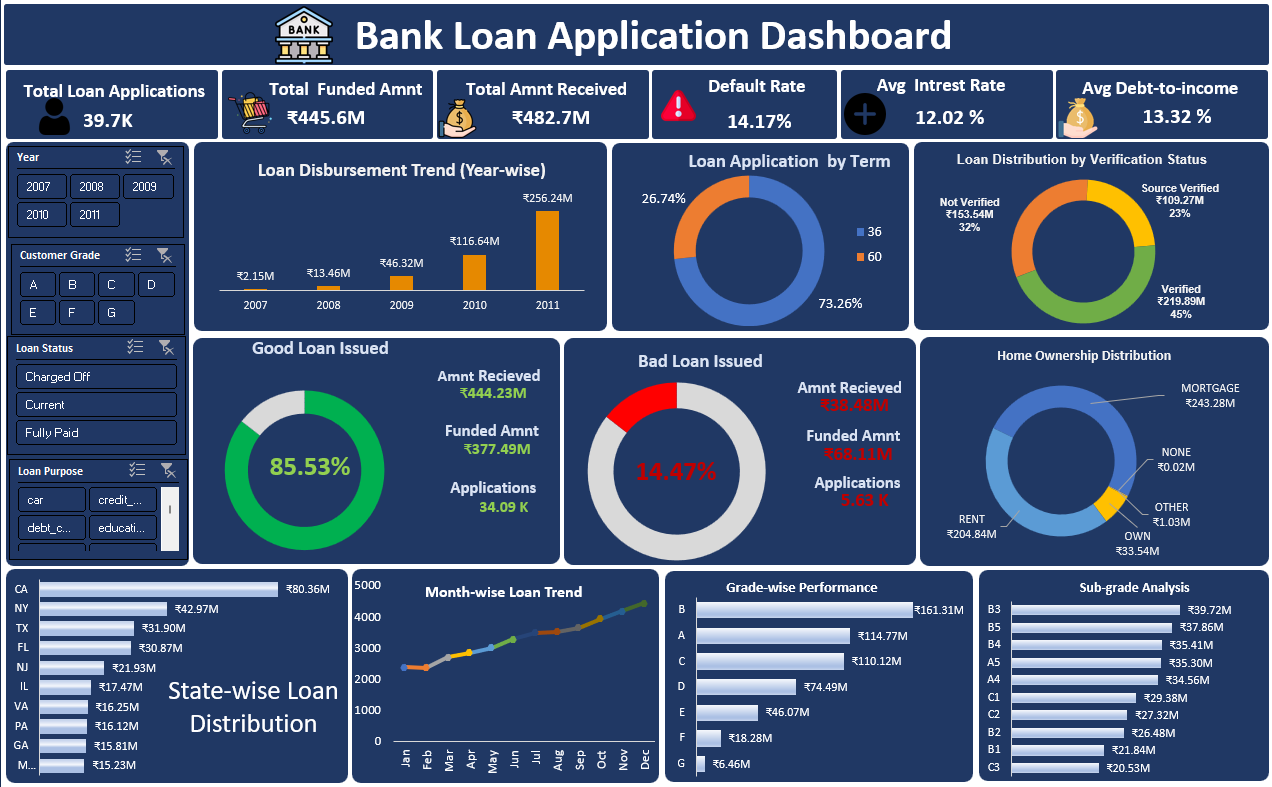 BANK
Bank Loan Application Dashboard
Total Loan Applications
39.7K
Total Funded Amnt
₹445.6M
Total Amnt Received
₹482.7M
Default Rate
14.17%
Avg Intrest Rate
12.02 %
Avg Debt-to-income
13.32 %
Year
2007
2008
2009
2010
2011
Customer Grade
A
B
C
D
E
F
G
Loan Status
Charged Off
Current
Fully Paid
Loan Purpose
car
credit_...
debt_c...
educati...
Loan Disbursement Trend (Year-wise)
₹2.15M
₹13.46M
₹46.32M
₹116.64M
₹256.24M
2007
2008
2009
2010
2011
Loan Application by Term
26.74%
73.26%
36
60
Loan Distribution by Verification Status
Source Verified
₹109.27M
23%
Not Verified
₹153.54M
32%
Verified
₹219.89M
45%
Good Loan Issued
85.53%
Amnt Recieved
₹444.23M
Funded Amnt
₹377.49M
Applications
34.09 K
Bad Loan Issued
14.47%
Amnt Recieved
₹38.48M
Funded Amnt
₹68.11M
Applications
5.63 K
Home Ownership Distribution
MORTGAGE
₹243.28M
NONE
₹0.02M
OTHER
₹1.03M
OWN
₹33.54M
RENT
₹204.84M
State-wise Loan
Distribution
CA ₹80.36M
NY ₹42.97M
TX ₹31.90M
FL ₹30.87M
NJ ₹21.93M
IL ₹17.47M
VA ₹16.25M
PA ₹16.12M
GA ₹15.81M
M... ₹15.23M
Month-wise Loan Trend
5000
4000
3000
2000
1000
0
Jan
Feb
Mar
Apr
May
Jun
Jul
Aug
Sep
Oct
Nov
Dec
Grade-wise Performance
B ₹161.31M
A ₹114.77M
C ₹110.12M
D ₹74.49M
E ₹46.07M
F ₹18.28M
G ₹6.46M
Sub-grade Analysis
B3 ₹39.72M
B5 ₹37.86M
B4 ₹35.41M
A5 ₹35.30M
A4 ₹34.56M
C1 ₹29.38M
C2 ₹27.32M
B2 ₹26.48M
B1 ₹21.84M
C3 ₹20.53M